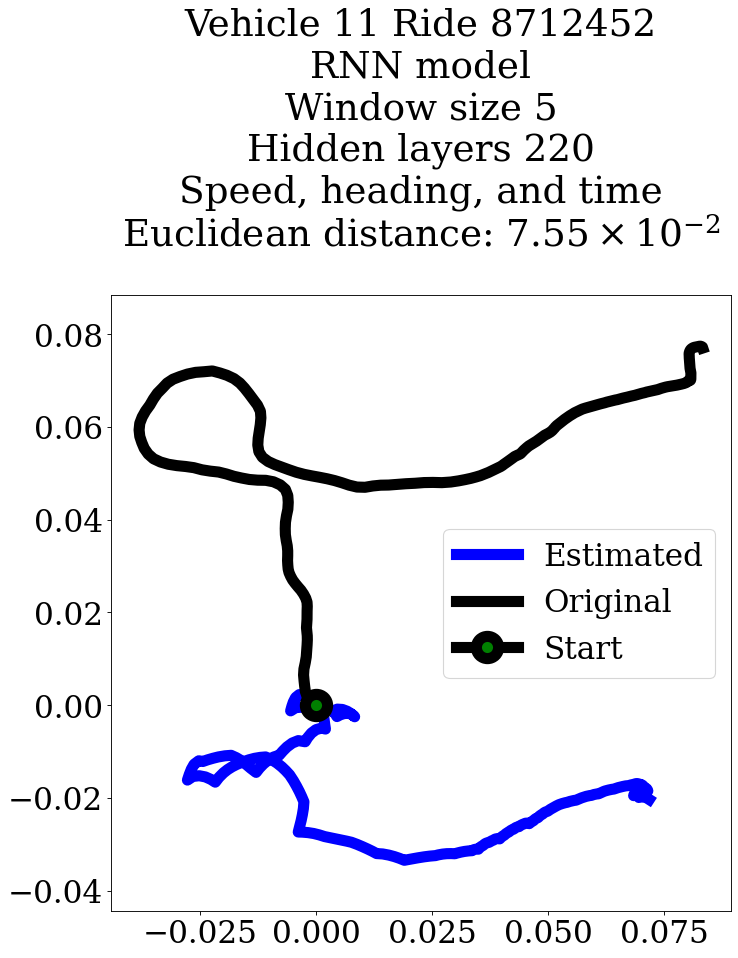 Vehicle 11 Ride 8712452
RNN model
Window size 5
Hidden layers 220
Speed, heading, and time
Euclidean distance: 7.55 × 10⁻²
0.08
0.06
0.04
0.02
0.00
−0.02
−0.04
Estimated
Original
Start
−0.025 0.000 0.025 0.050 0.075